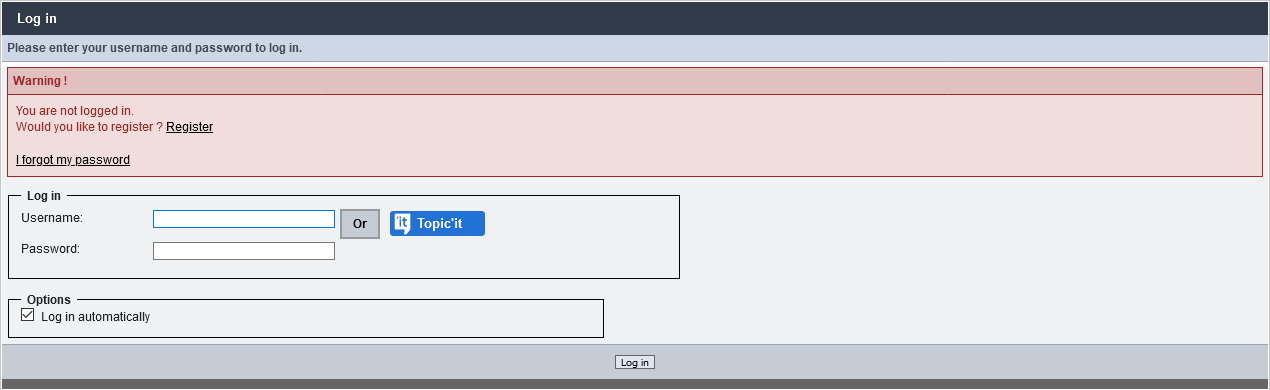 Log in
Please enter your username and password to log in.
Warning !
You are not logged in.
Would you like to register ? Register
I forgot my password
Log in
Username:
Or
it Topic'it
Password:
Options
Log in automatically
Log in